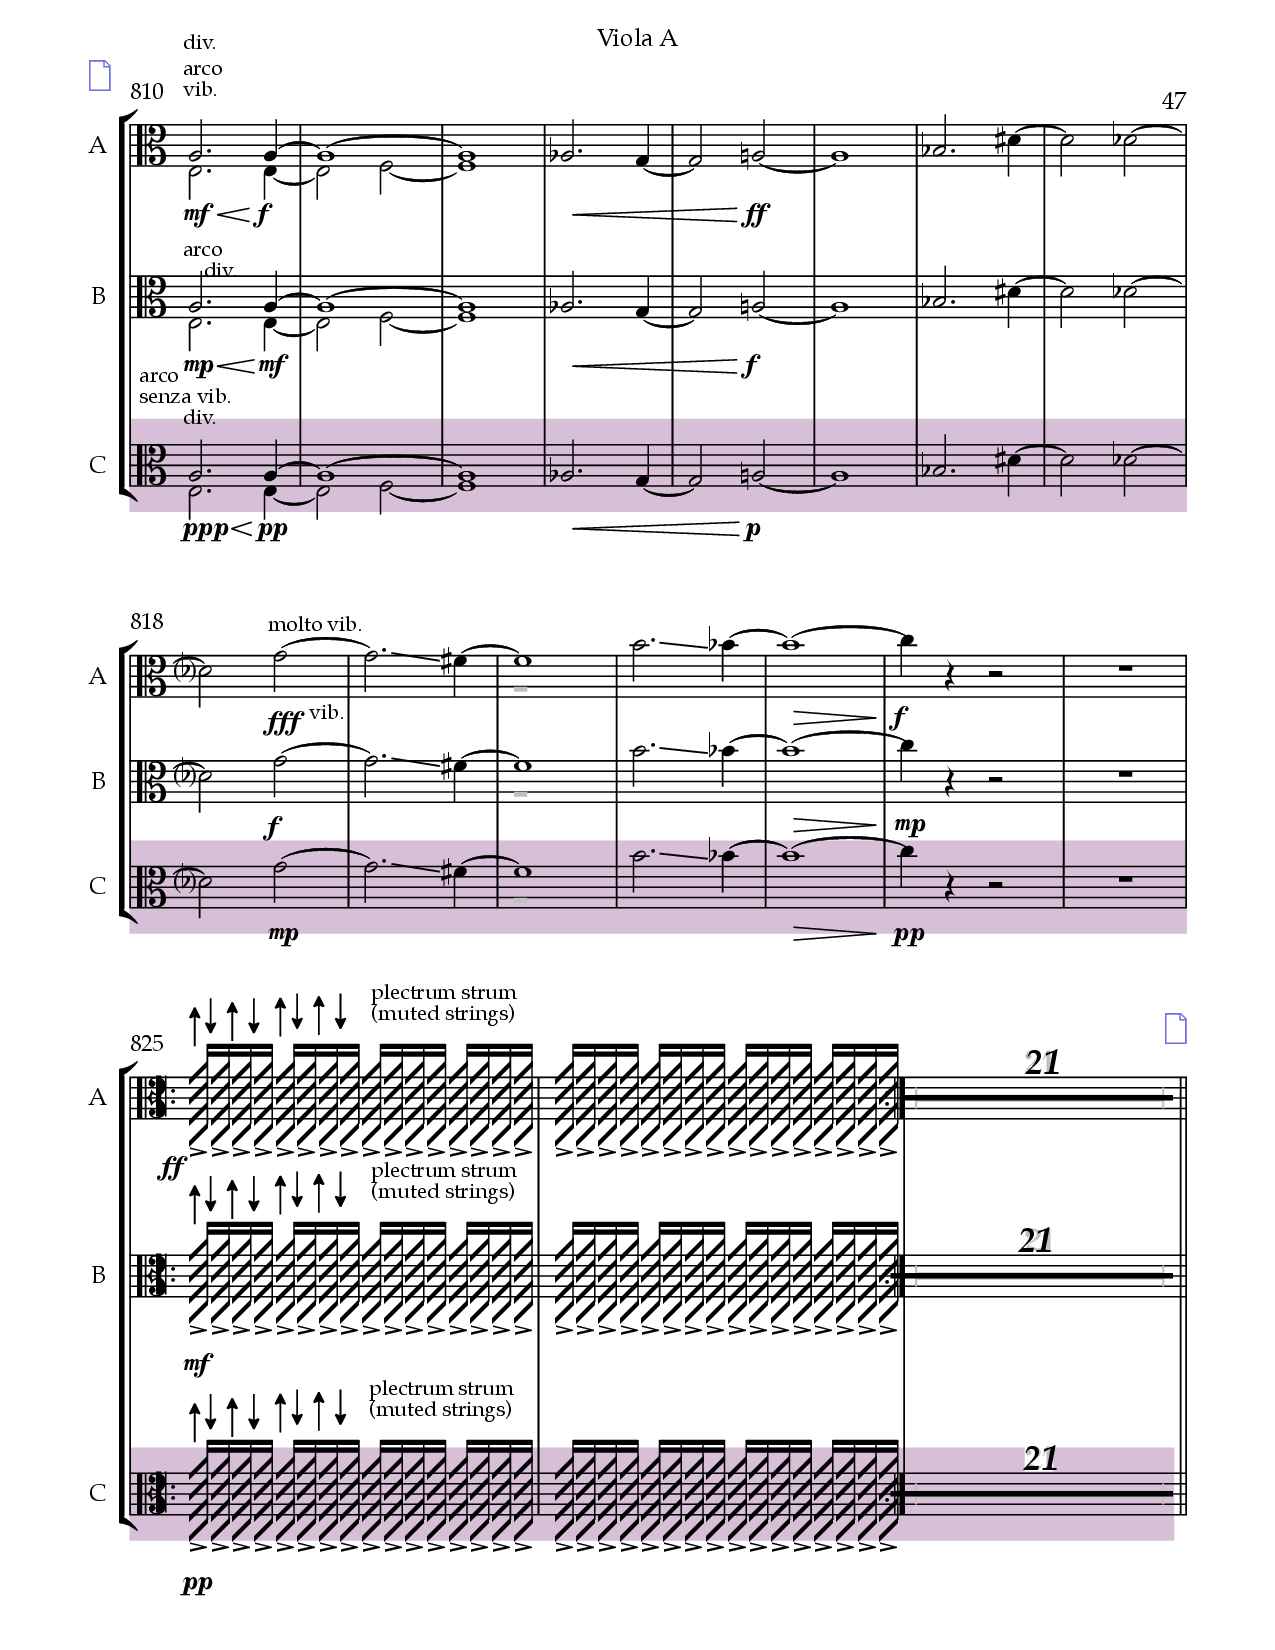 Viola A
div.
arco
vib.
810
47
A
mf f ff
arco
div.
B
mp mf f
arco
senza vib.
div.
C
ppp pp p
818
molto vib.
A
fff vib. f
B
f mp
C
mp pp
825
plectrum strum
(muted strings)
21
A
ff
plectrum strum
(muted strings)
21
B
mf
plectrum strum
(muted strings)
21
C
pp